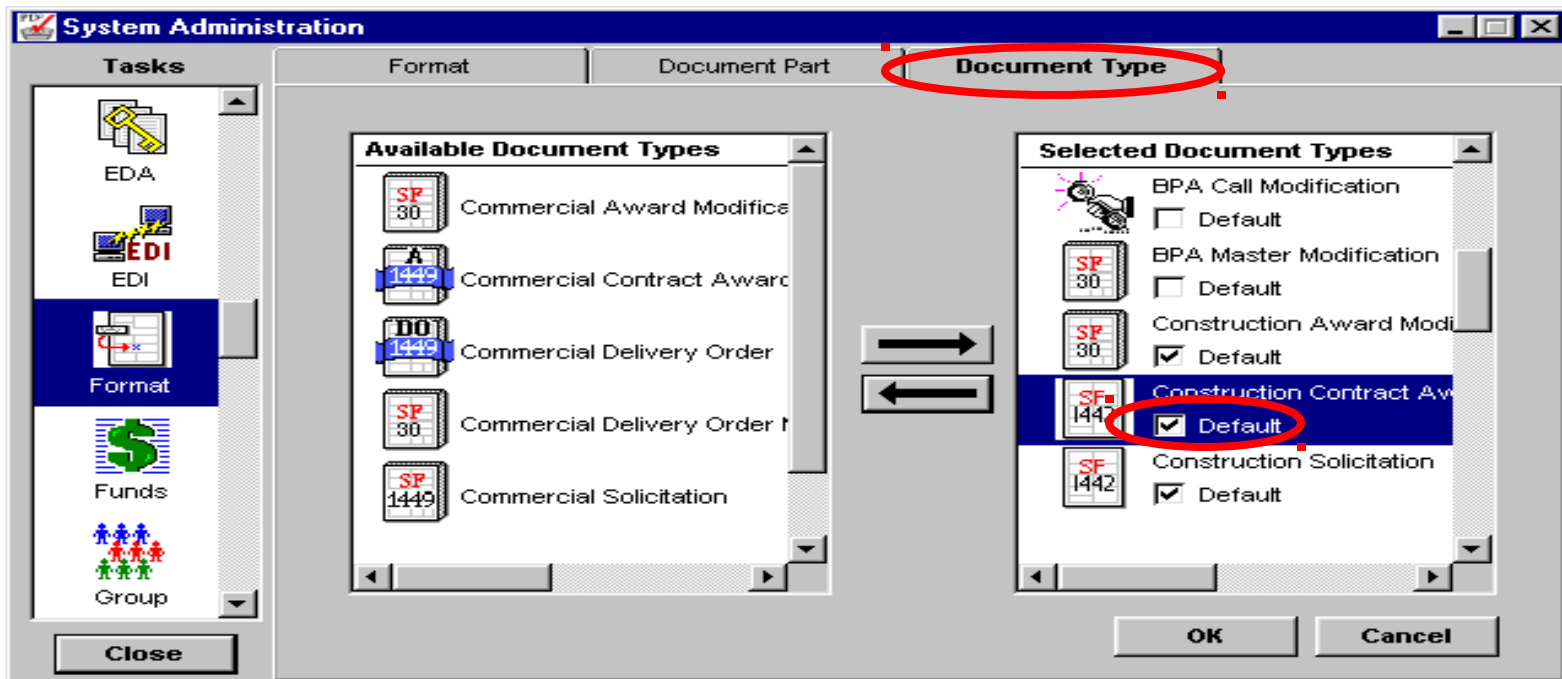 System Administration
Tasks
EDA
EDI
EDI
Format
Funds
Group
Close
Format
Document Part
Document Type
Available Document Types
SF
30
Commercial Award Modifica
A
1449
Commercial Contract Award
DO
1449
Commercial Delivery Order
SF
30
Commercial Delivery Order
SF
1449
Commercial Solicitation
Selected Document Types
BPA Call Modification
Default
SF
30
BPA Master Modification
Default
SF
30
Construction Award Modi
Default
SF
1442
Construction Contract Aw
Default
SF
1442
Construction Solicitation
Default
OK
Cancel